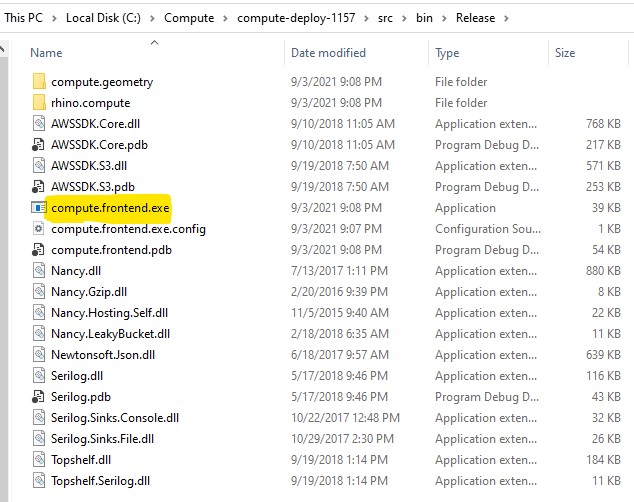 This PC > Local Disk (C:) > Compute > compute-deploy-1157 > src > bin > Release >
Name Date modified Type Size
compute.geometry 9/3/2021 9:08 PM File folder
rhino.compute 9/3/2021 9:08 PM File folder
AWSSDK.Core.dll 9/10/2018 11:05 AM Application exten... 768 KB
AWSSDK.Core.pdb 9/10/2018 11:05 AM Program Debug D... 217 KB
AWSSDK.S3.dll 9/19/2018 7:50 AM Application exten... 571 KB
AWSSDK.S3.pdb 9/19/2018 7:50 AM Program Debug D... 253 KB
compute.frontend.exe 9/3/2021 9:08 PM Application 39 KB
compute.frontend.exe.config 9/3/2021 9:07 PM Configuration Sou... 1 KB
compute.frontend.pdb 9/3/2021 9:08 PM Program Debug D... 54 KB
Nancy.dll 7/13/2017 1:11 PM Application exten... 880 KB
Nancy.Gzip.dll 2/20/2016 9:39 PM Application exten... 8 KB
Nancy.Hosting.Self.dll 11/5/2015 9:40 AM Application exten... 22 KB
Nancy.LeakyBucket.dll 2/18/2018 6:35 AM Application exten... 11 KB
Newtonsoft.Json.dll 6/18/2017 9:57 AM Application exten... 639 KB
Serilog.dll 5/17/2018 9:46 PM Application exten... 116 KB
Serilog.pdb 5/17/2018 9:46 PM Program Debug D... 43 KB
Serilog.Sinks.Console.dll 10/22/2017 12:48 PM Application exten... 32 KB
Serilog.Sinks.File.dll 10/29/2017 2:30 PM Application exten... 26 KB
Topshelf.dll 9/19/2018 1:14 PM Application exten... 184 KB
Topshelf.Serilog.dll 9/19/2018 1:14 PM Application exten... 11 KB